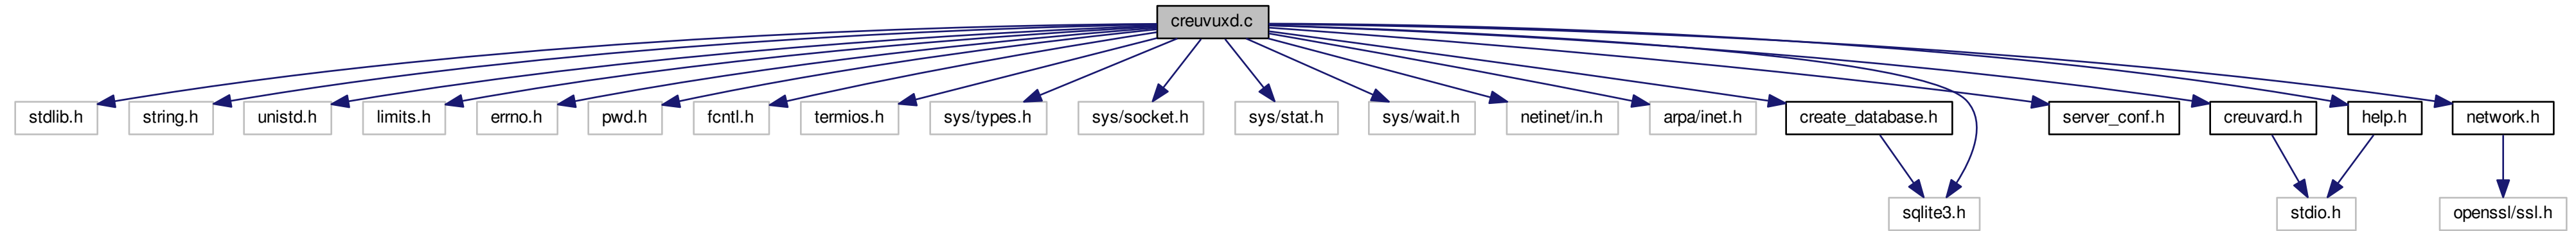 creuvuxd.c
stdlib.h
string.h
unistd.h
limits.h
errno.h
pwd.h
fcntl.h
termios.h
sys/types.h
sys/socket.h
sys/stat.h
sys/wait.h
netinet/in.h
arpa/inet.h
create_database.h
server_conf.h
creuvard.h
help.h
network.h
sqlite3.h
stdio.h
openssl/ssl.h